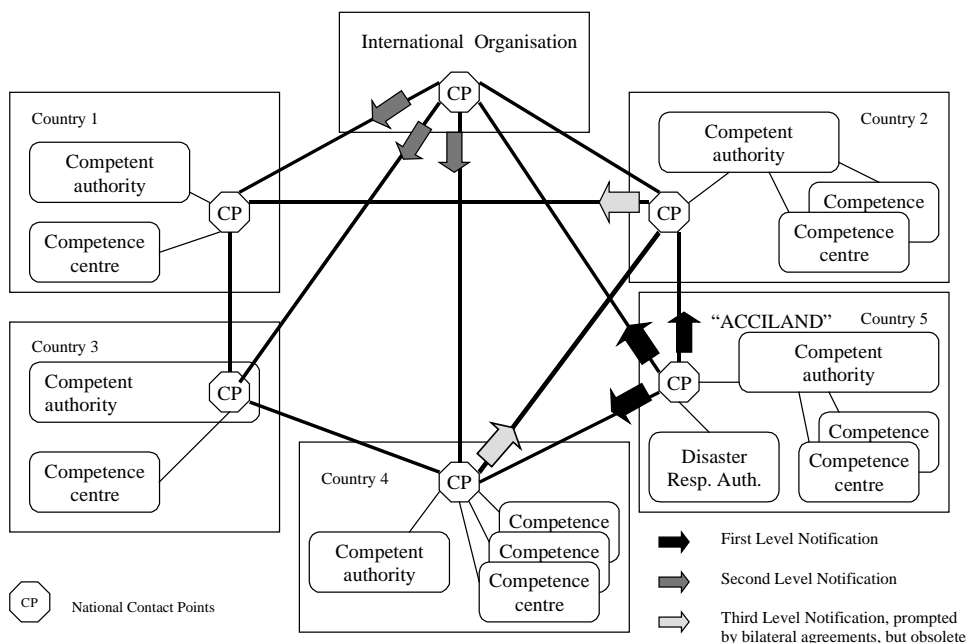 International Organisation
CP
Country 1
Competent
authority
CP
Competence
centre
Country 2
Competent
authority
CP
Competence
Competence
centre
Country 3
Competent
authority
CP
Competence
centre
"ACCILAND"
Country 5
Competent
authority
CP
Disaster
Resp. Auth.
Competence
Competence
centre
Country 4
CP
Competent
authority
Competence
Competence
Competence
centre
CP
National Contact Points
First Level Notification
Second Level Notification
Third Level Notification, prompted
by bilateral agreements, but obsolete